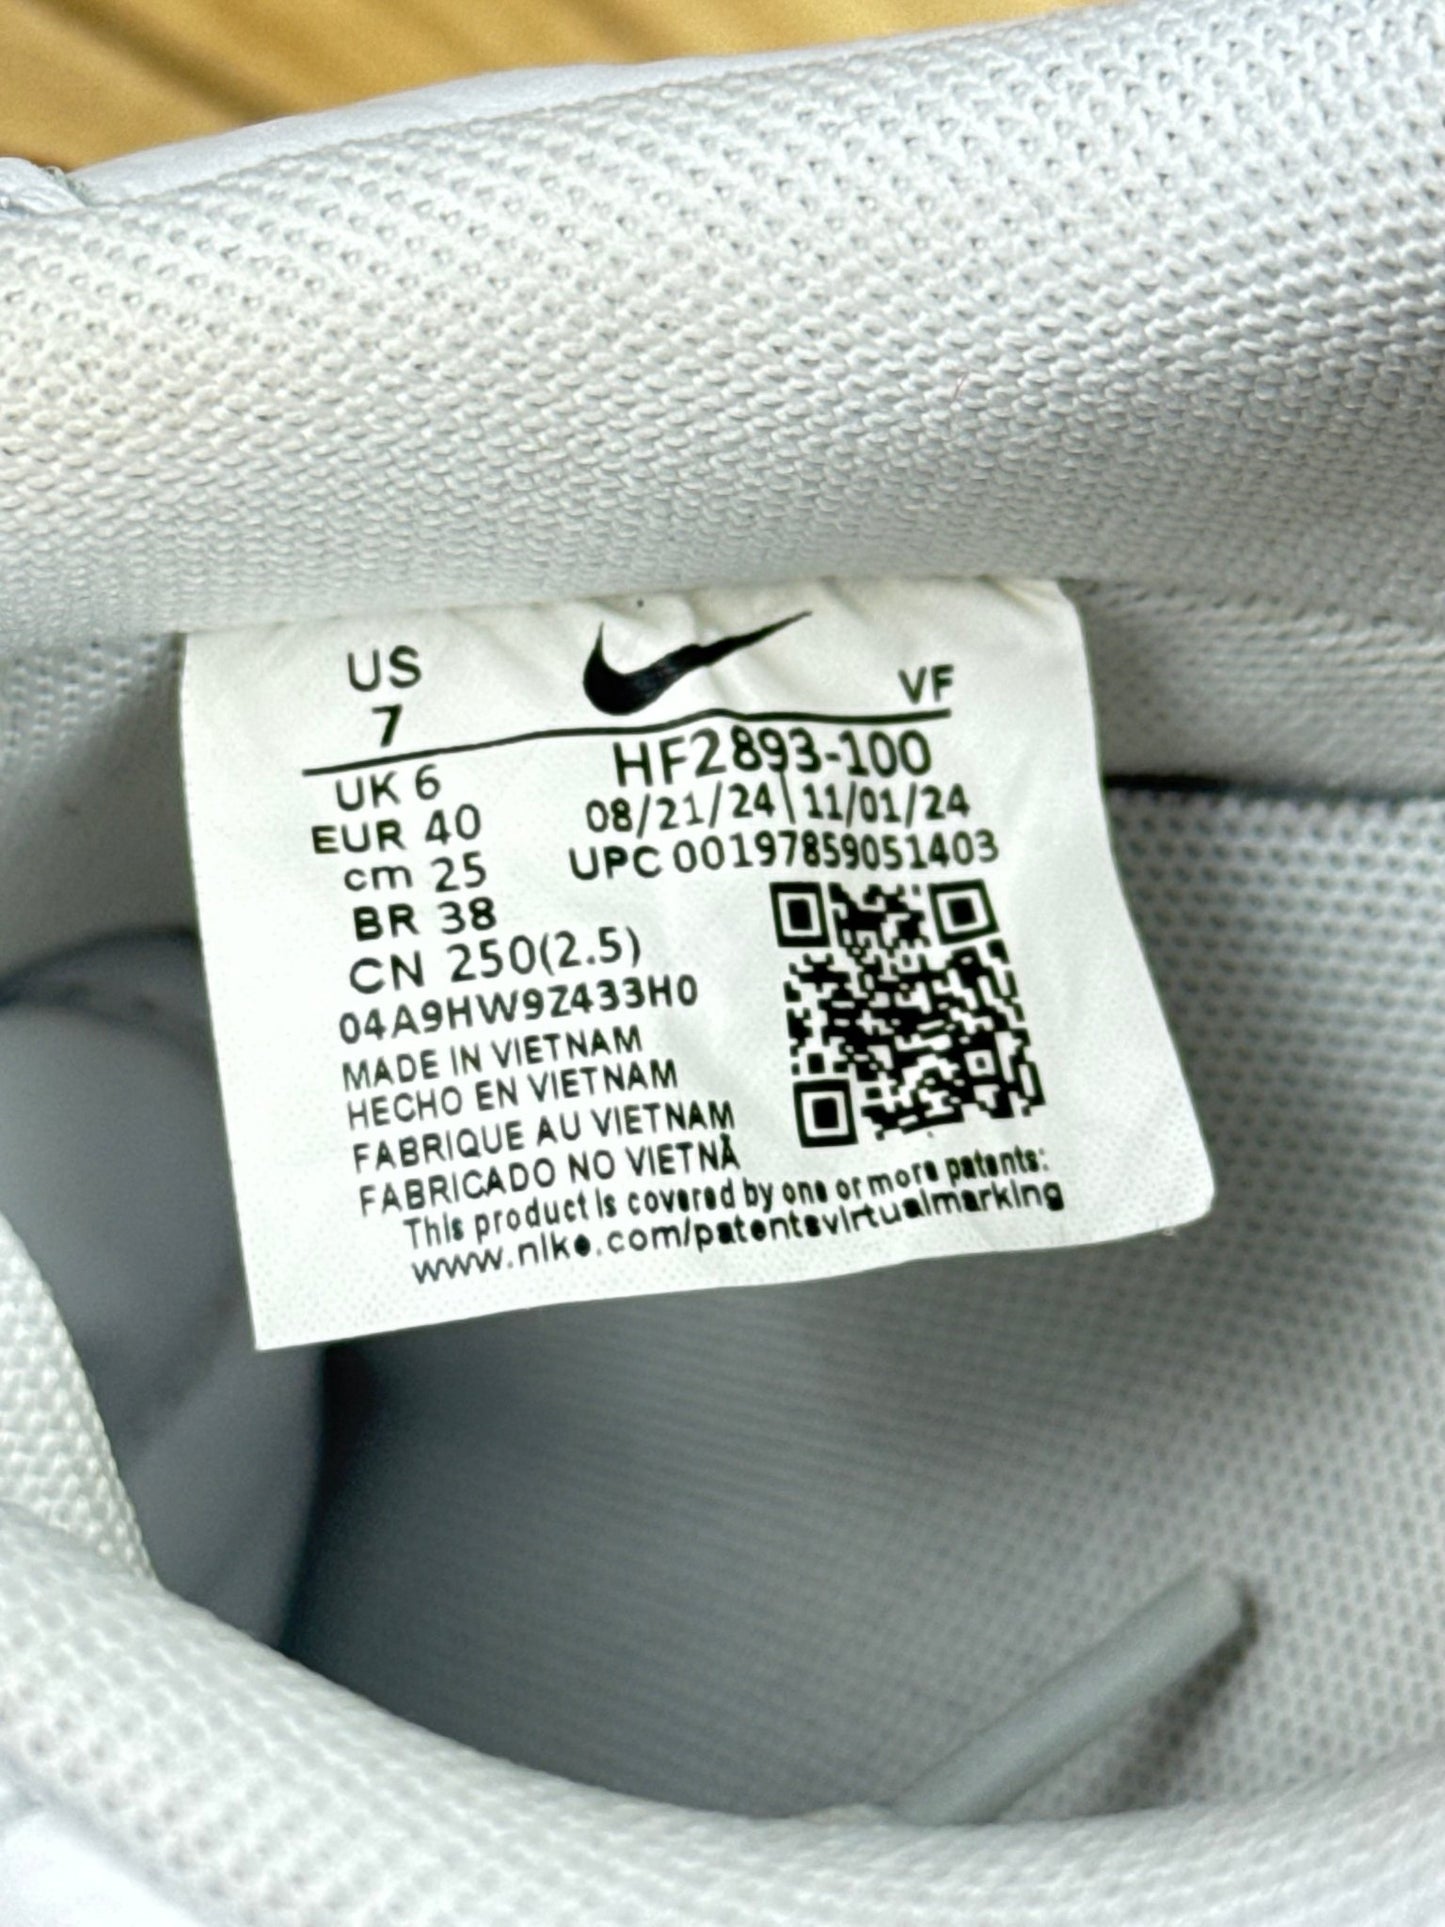 US
7
VF
UK 6
EUR 40
cm 25
BR 38
CN 250(2.5)
HF2893-100
08/21/24\11/01/24
UPC 00197859051403
04A9HW9Z433H0
MADE IN VIETNAM
HECHO EN VIETNAM
FABRIQUE AU VIETNAM
FABRICADO NO VIETNÃ
This product is covered by one or more patents:
www.nike.com/patentsvirtualmarking